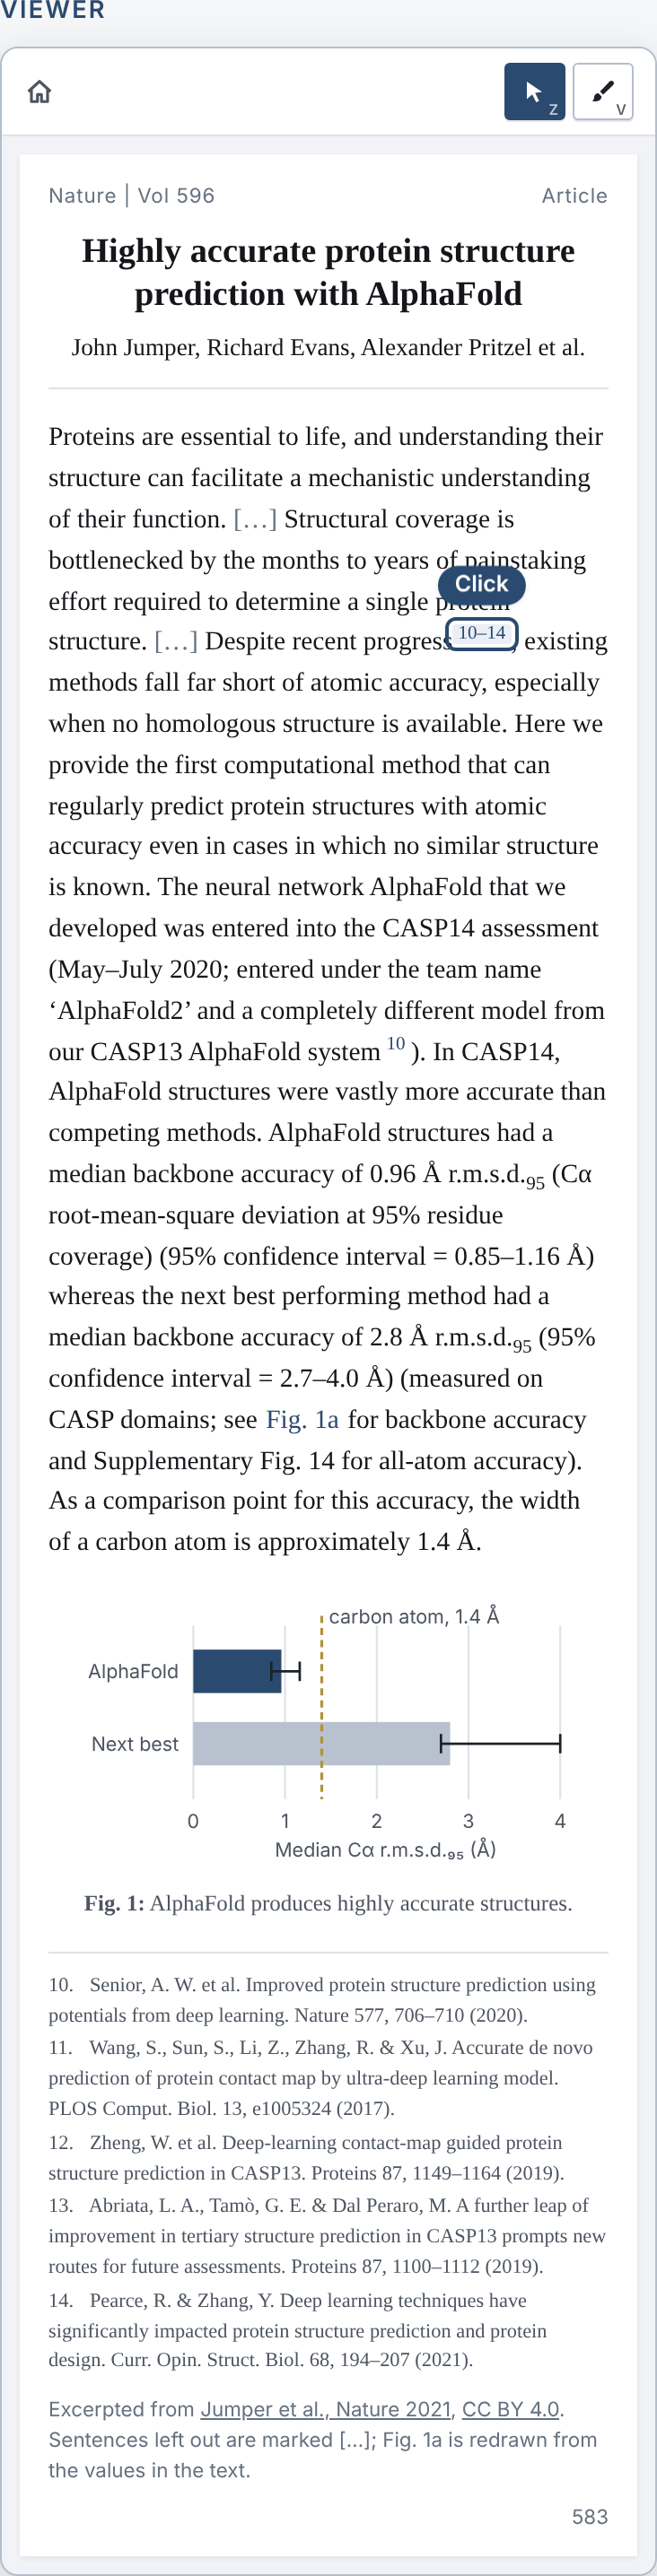 VIEWER
Z
V
Nature | Vol 596
Article
Highly accurate protein structure
prediction with AlphaFold
John Jumper, Richard Evans, Alexander Pritzel et al.
Proteins are essential to life, and understanding their
structure can facilitate a mechanistic understanding
of their function. […] Structural coverage is
bottlenecked by the months to years of painstaking
Click
effort required to determine a single protein
structure. […] Despite recent progress 10–14, existing
methods fall far short of atomic accuracy, especially
when no homologous structure is available. Here we
provide the first computational method that can
regularly predict protein structures with atomic
accuracy even in cases in which no similar structure
is known. The neural network AlphaFold that we
developed was entered into the CASP14 assessment
(May–July 2020; entered under the team name
‘AlphaFold2’ and a completely different model from
our CASP13 AlphaFold system 10 ). In CASP14,
AlphaFold structures were vastly more accurate than
competing methods. AlphaFold structures had a
median backbone accuracy of 0.96 Å r.m.s.d.95 (Cα
root-mean-square deviation at 95% residue
coverage) (95% confidence interval = 0.85–1.16 Å)
whereas the next best performing method had a
median backbone accuracy of 2.8 Å r.m.s.d.95 (95%
confidence interval = 2.7–4.0 Å) (measured on
CASP domains; see Fig. 1a for backbone accuracy
and Supplementary Fig. 14 for all-atom accuracy).
As a comparison point for this accuracy, the width
of a carbon atom is approximately 1.4 Å.
carbon atom, 1.4 Å
AlphaFold
Next best
0 1 2 3 4
Median Cα r.m.s.d.₉₅ (Å)
Fig. 1: AlphaFold produces highly accurate structures.
10. Senior, A. W. et al. Improved protein structure prediction using
potentials from deep learning. Nature 577, 706–710 (2020).
11. Wang, S., Sun, S., Li, Z., Zhang, R. & Xu, J. Accurate de novo
prediction of protein contact map by ultra-deep learning model.
PLOS Comput. Biol. 13, e1005324 (2017).
12. Zheng, W. et al. Deep-learning contact-map guided protein
structure prediction in CASP13. Proteins 87, 1149–1164 (2019).
13. Abriata, L. A., Tamò, G. E. & Dal Peraro, M. A further leap of
improvement in tertiary structure prediction in CASP13 prompts new
routes for future assessments. Proteins 87, 1100–1112 (2019).
14. Pearce, R. & Zhang, Y. Deep learning techniques have
significantly impacted protein structure prediction and protein
design. Curr. Opin. Struct. Biol. 68, 194–207 (2021).
Excerpted from Jumper et al., Nature 2021, CC BY 4.0.
Sentences left out are marked […]; Fig. 1a is redrawn from
the values in the text.
583